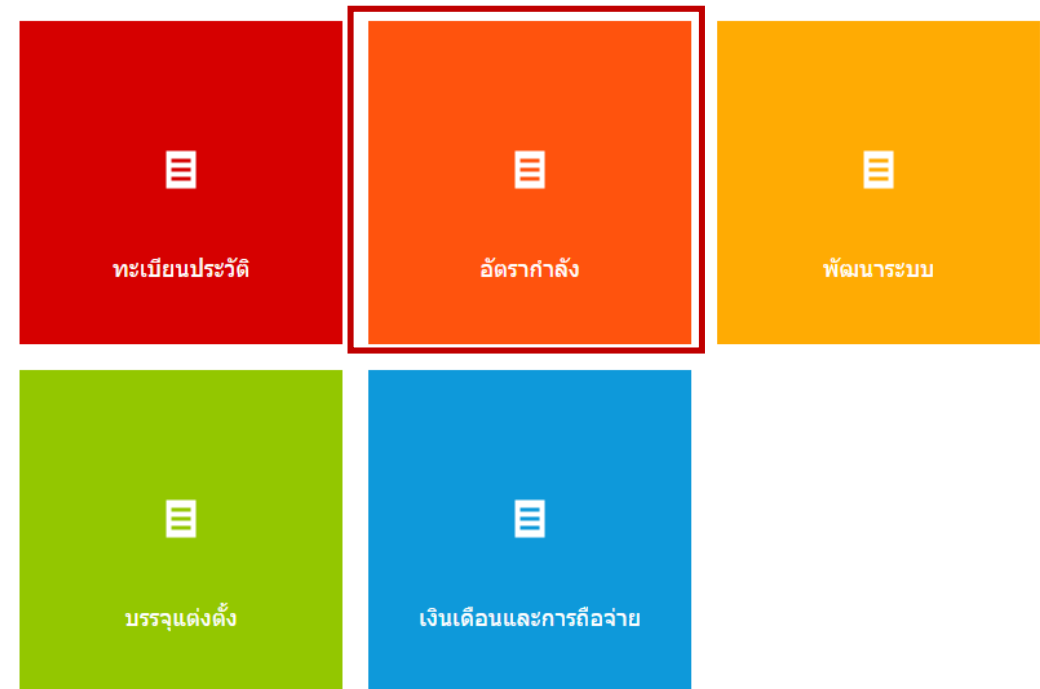 ทะเบียนประวัติ
อัตรากำลัง
พัฒนาระบบ
บรรจุแต่งตั้ง
เงินเดือนและการถือจ่าย